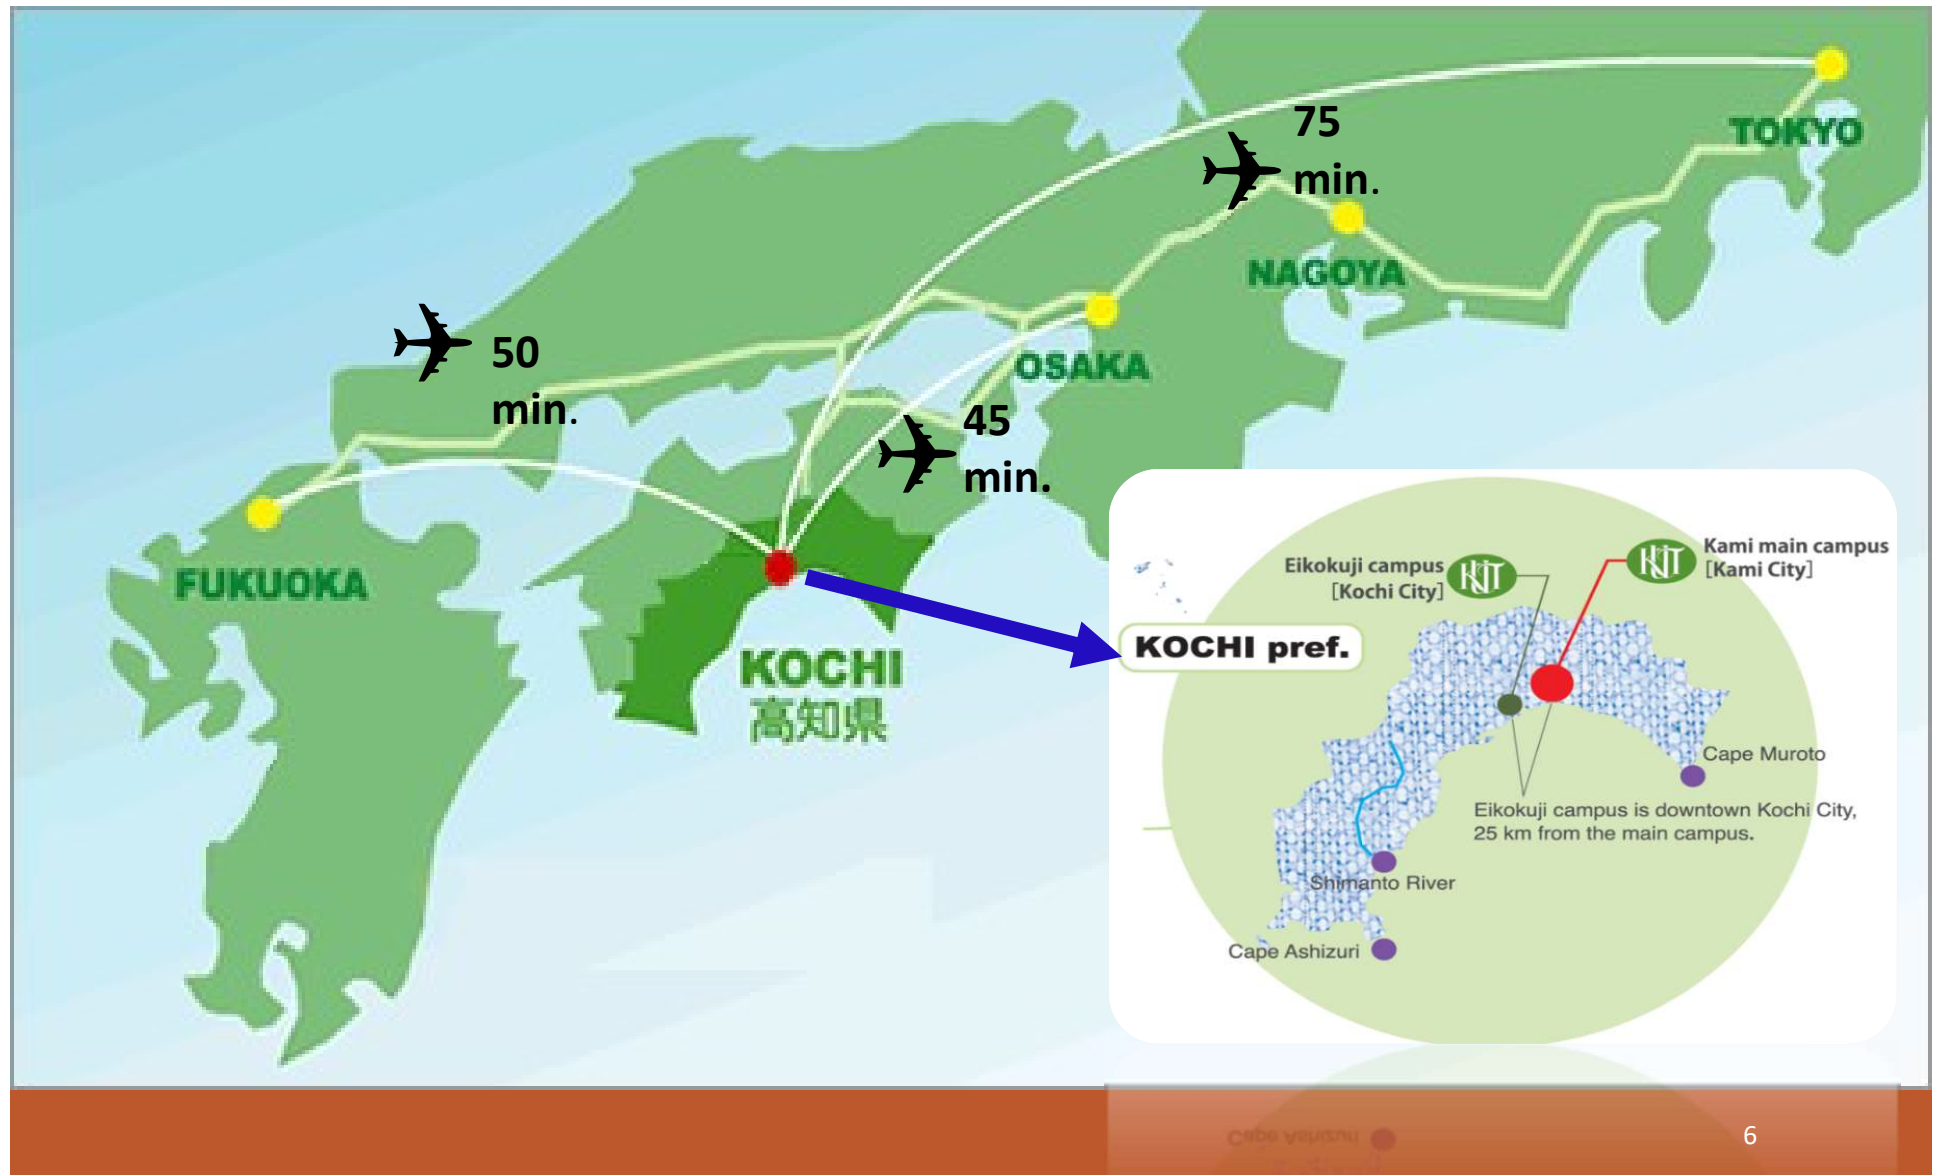 75
min.
TOKYO
NAGOYA
50
min.
OSAKA
45
min.
FUKUOKA
KOCHI
高知県
Eikokuji campus
[Kochi City]
KUT
KUT
Kami main campus
[Kami City]
KOCHI pref.
Cape Muroto
Eikokuji campus is downtown Kochi City,
25 km from the main campus.
Shimanto River
Cape Ashizuri
6